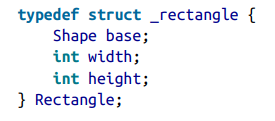 typedef struct _rectangle {
    Shape base;
    int width;
    int height;
} Rectangle;